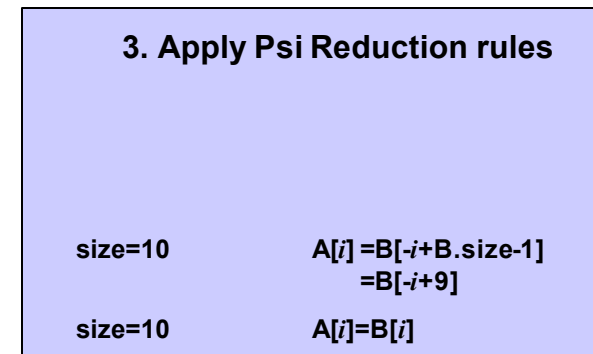 3. Apply Psi Reduction rules
size=10 A[i] =B[-i+B.size-1]
=B[-i+9]
size=10 A[i]=B[i]